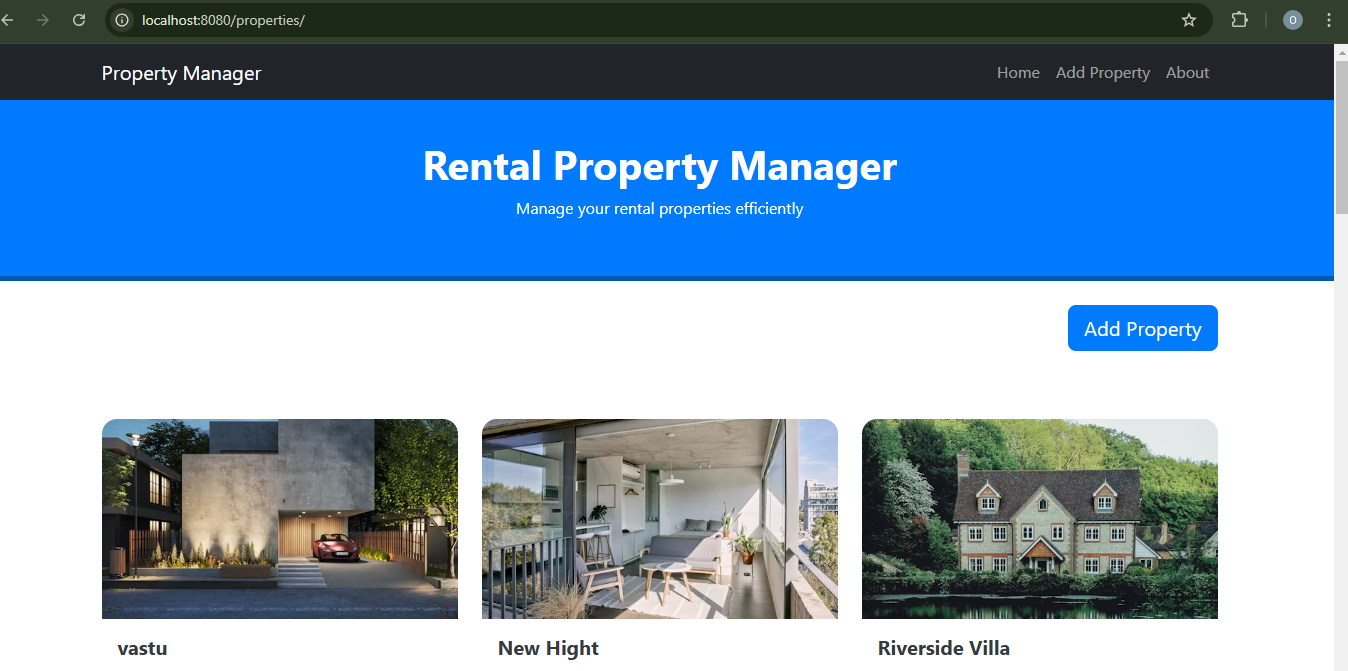 localhost:8080/properties/
O
Property Manager
Home
Add Property
About
Rental Property Manager
Manage your rental properties efficiently
Add Property
vastu
New Hight
Riverside Villa